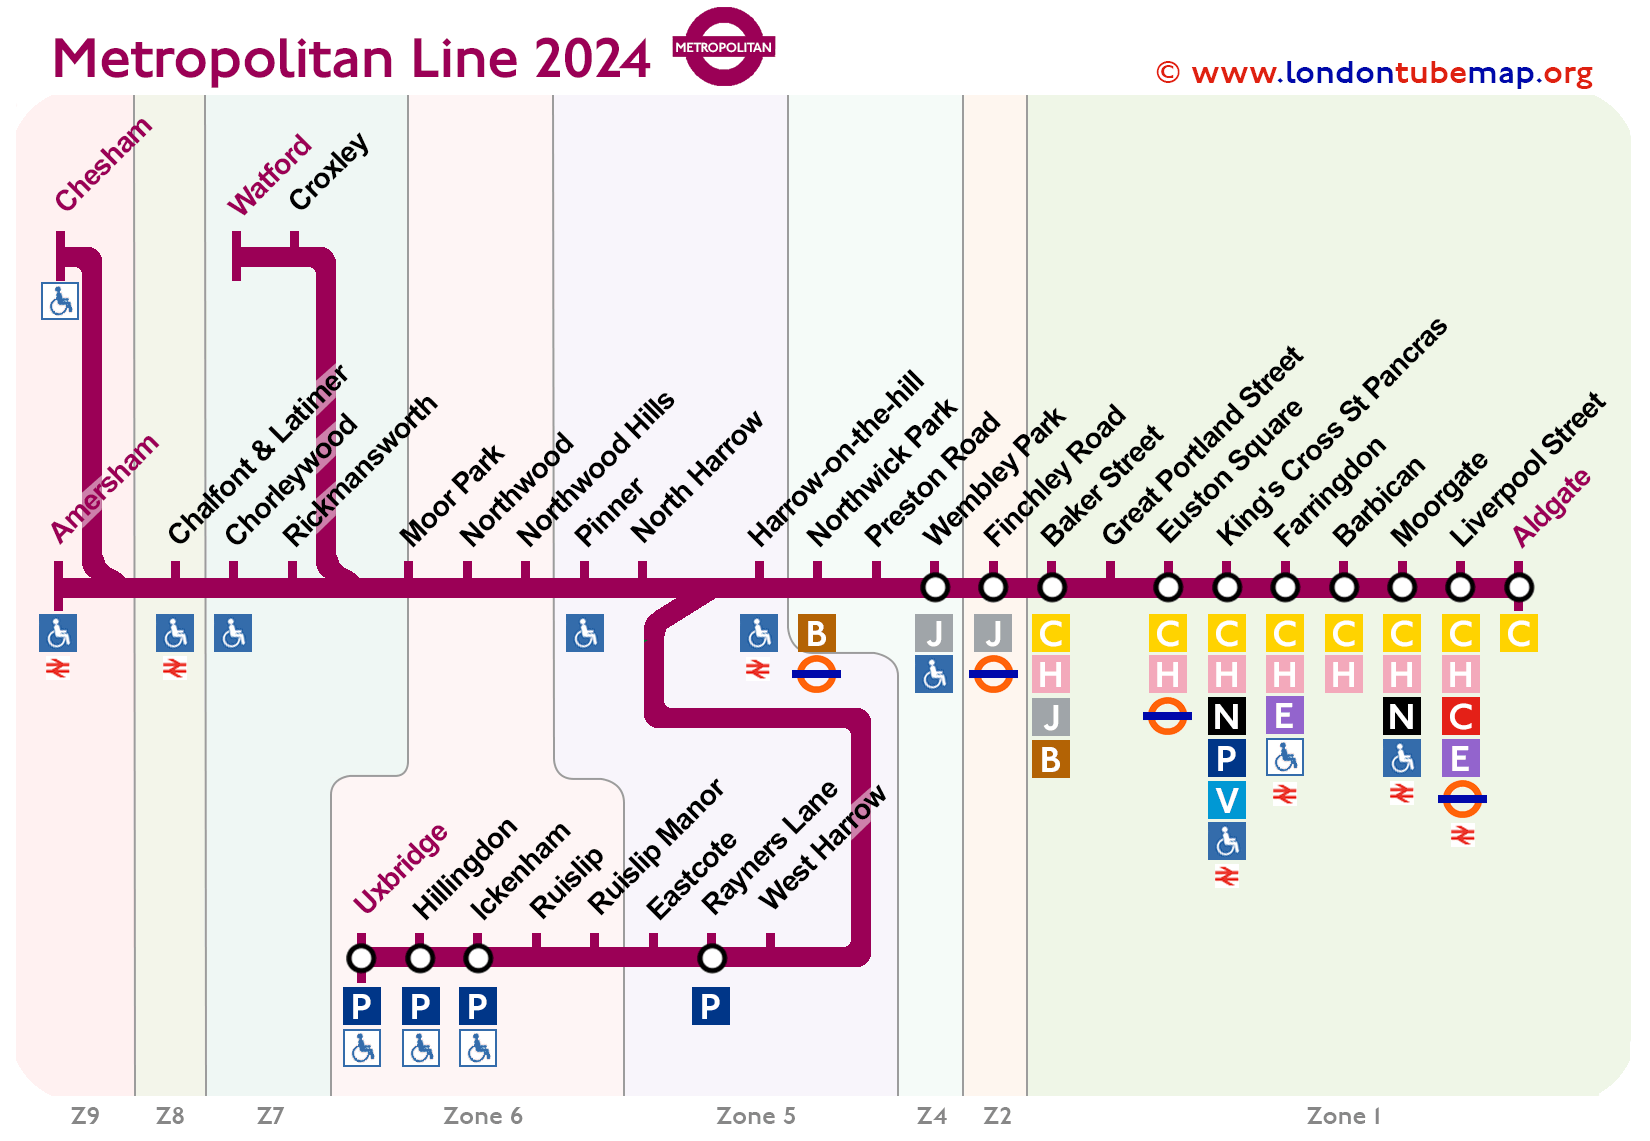 Metropolitan Line 2024
METROPOLITAN
© www.londontubemap.org
Chesham
Watford
Croxley
Amersham
Chalfont & Latimer
Chorleywood
Rickmansworth
Moor Park
Northwood
Northwood Hills
Pinner
North Harrow
Harrow-on-the-hill
Northwick Park
Preston Road
Wembley Park
Finchley Road
Baker Street
Great Portland Street
Euston Square
King's Cross St Pancras
Farringdon
Barbican
Moorgate
Liverpool Street
Aldgate
B J J C C C C C C C C
H H H H H H H
J N E N C
B P P E
V
Uxbridge
Hillingdon
Ickenham
Ruislip
Ruislip Manor
Eastcote
Rayners Lane
West Harrow
P P P P
Z9 Z8 Z7 Zone 6 Zone 5 Z4 Z2 Zone 1